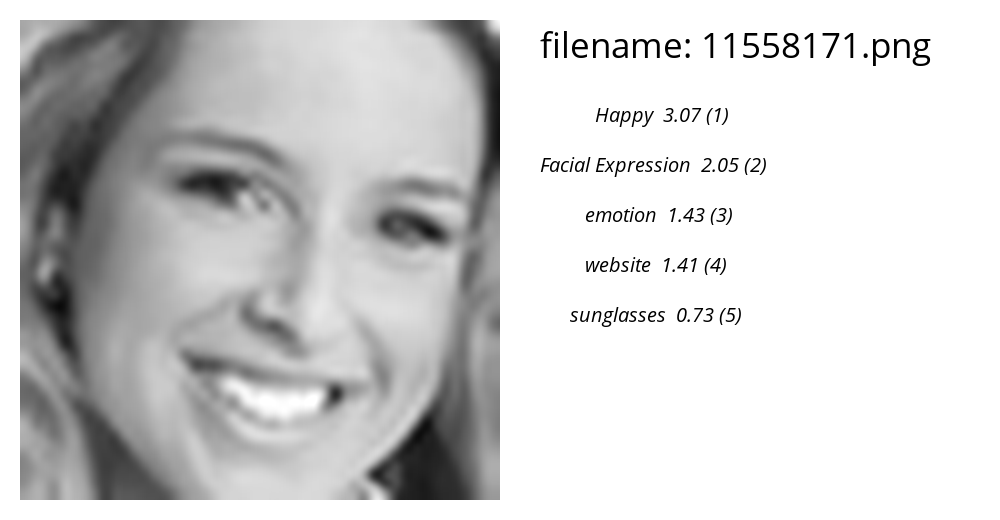 filename: 11558171.png
Happy 3.07 (1)
Facial Expression 2.05 (2)
emotion 1.43 (3)
website 1.41 (4)
sunglasses 0.73 (5)